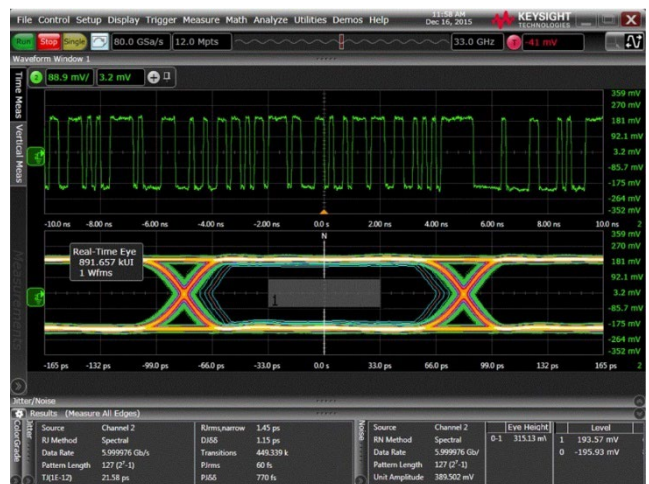 File Control Setup Display Trigger Measure Math Analyze Utilities Demos Help
11:58 AM
Dec 16, 2015
KEYSIGHT
TECHNOLOGIES
Run Stop Single 80.0 GSa/s 12.0 Mpts 33.0 GHz T -41 mV
Waveform Window 1
Time Meas
Vertical Meas
Measurements
2 88.9 mV/ 3.2 mV
359 mV
270 mV
181 mV
92.1 mV
3.2 mV
-85.7 mV
-175 mV
-264 mV
-352 mV
-10.0 ns -8.00 ns -6.00 ns -4.00 ns -2.00 ns 0.0 s 2.00 ns 4.00 ns 6.00 ns 8.00 ns 10.0 ns 2
N
Real-Time Eye
891.657 kUI
1 Wfms
1
359 mV
270 mV
181 mV
92.1 mV
3.2 mV
-85.7 mV
-175 mV
-264 mV
-352 mV
-165 ps -132 ps -99.0 ps -66.0 ps -33.0 ps 0.0 s 33.0 ps 66.0 ps 99.0 ps 132 ps 165 ps 2
Jitter/Noise
Results (Measure All Edges)
ColorGrade
Jitter
Source Channel 2 RJrms,narrow 1.45 ps
RJ Method Spectral DJδδ 1.15 ps
Data Rate 5.999976 Gb/s Transitions 449.339 k
Pattern Length 127 (2⁷-1) PJrms 60 fs
TJ(1E-12) 21.58 ps PJδδ 770 fs
Noise
Source Channel 2
RN Method Spectral
Data Rate 5.999976 Gb/s
Pattern Length 127 (2⁷-1)
Unit Amplitude 389.502 mV
Eye Height
0-1 315.13 m\
Level
1 193.57 mV
0 -195.93 mV